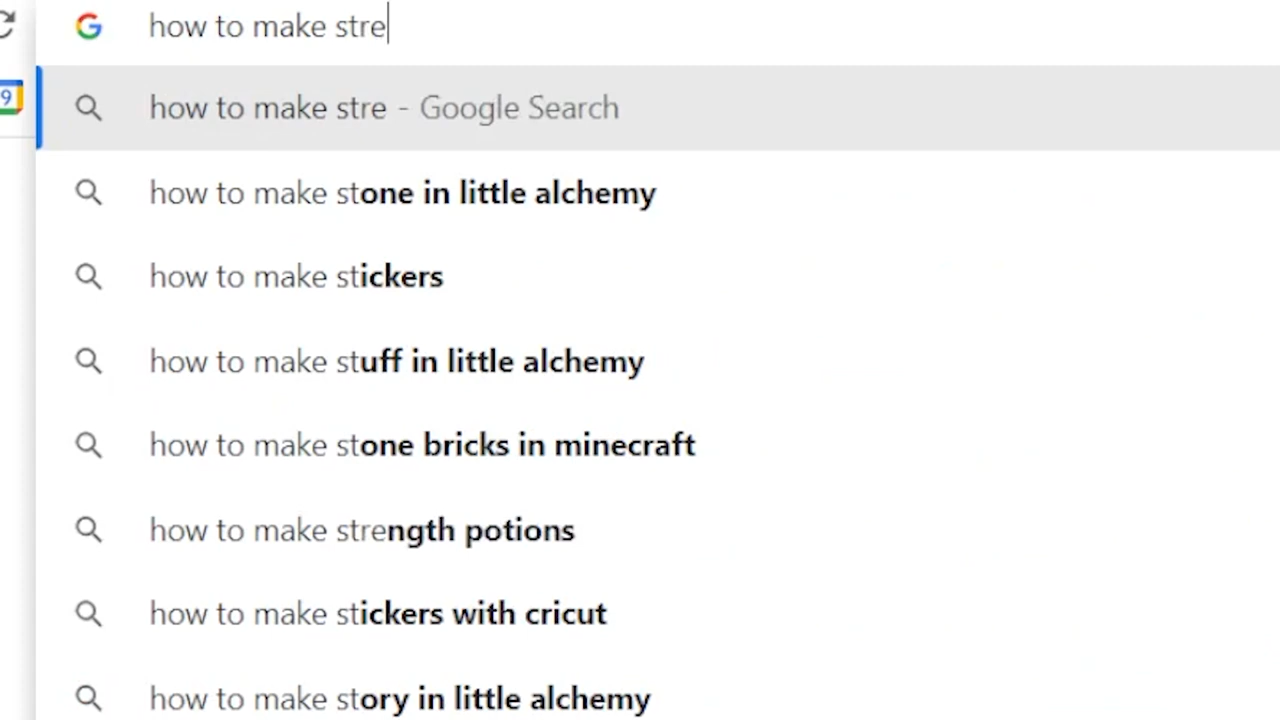 how to make stre
9
how to make stre - Google Search
how to make stone in little alchemy
how to make stickers
how to make stuff in little alchemy
how to make stone bricks in minecraft
how to make strength potions
how to make stickers with cricut
how to make story in little alchemy